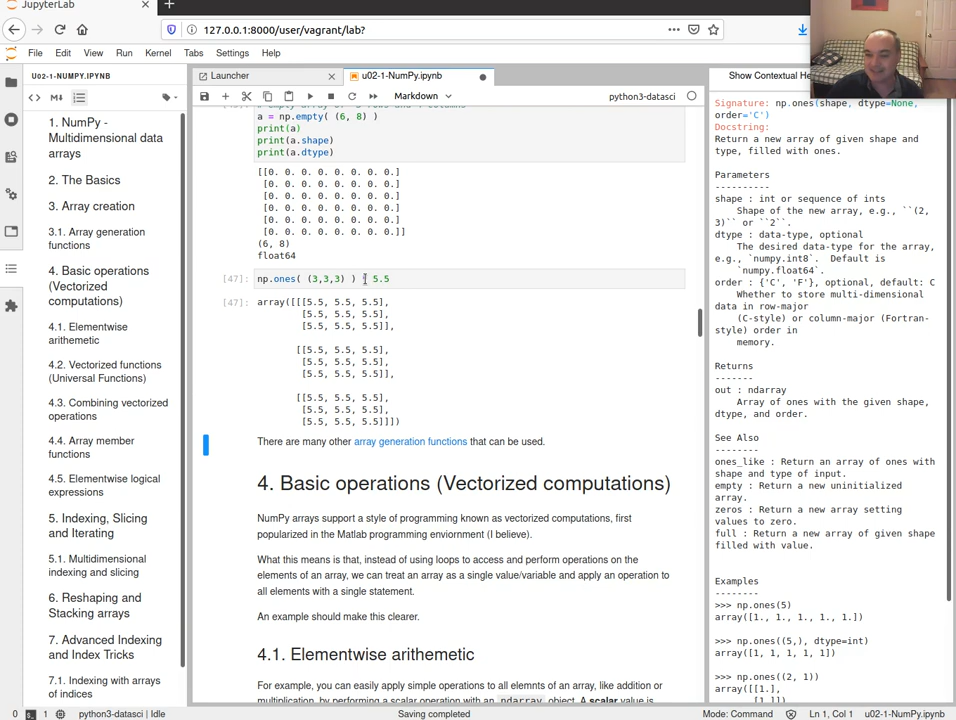 JupyterLab
127.0.0.1:8000/user/vagrant/lab?
File Edit View Run Kernel Tabs Settings Help
U02-1-NUMPY.IPYNB
1. NumPy -
Multidimensional data
arrays
2. The Basics
3. Array creation
3.1. Array generation
functions
4. Basic operations
(Vectorized
computations)
4.1. Elementwise
arithmetic
4.2. Vectorized functions
(Universal Functions)
4.3. Combining vectorized
operations
4.4. Array member
functions
4.5. Elementwise logical
expressions
5. Indexing, Slicing
and Iterating
5.1. Multidimensional
indexing and slicing
6. Reshaping and
Stacking arrays
7. Advanced Indexing
and Index Tricks
7.1. Indexing with arrays
of indices
Launcher
u02-1-NumPy.ipynb
Markdown
python3-datasci
a = np.empty( (6, 8) )
print(a)
print(a.shape)
print(a.dtype)
[[0. 0. 0. 0. 0. 0. 0. 0.]
[0. 0. 0. 0. 0. 0. 0. 0.]
[0. 0. 0. 0. 0. 0. 0. 0.]
[0. 0. 0. 0. 0. 0. 0. 0.]
[0. 0. 0. 0. 0. 0. 0. 0.]
[0. 0. 0. 0. 0. 0. 0. 0.]]
(6, 8)
float64
[47]: np.ones( (3,3,3) ) 5.5
[47]: array([[[5.5, 5.5, 5.5],
[5.5, 5.5, 5.5],
[5.5, 5.5, 5.5]],
[[5.5, 5.5, 5.5],
[5.5, 5.5, 5.5],
[5.5, 5.5, 5.5]],
[[5.5, 5.5, 5.5],
[5.5, 5.5, 5.5],
[5.5, 5.5, 5.5]]])
There are many other array generation functions that can be used.
4. Basic operations (Vectorized computations)
NumPy arrays support a style of programming known as vectorized computations, first
popularized in the Matlab programming enviornment (I believe).
What this means is that, instead of using loops to access and perform operations on the
elements of an array, we can treat an array as a single value/variable and apply an operation to
all elements with a single statement.
An example should make this clearer.
4.1. Elementwise arithemetic
For example, you can easily apply simple operations to all elemnts of an array, like addition or
multiplication, by performing a scalar operation with an ndarray object. A scalar value is
Show Contextual He
Signature: np.ones(shape, dtype=None,
order='C')
Docstring:
Return a new array of given shape and
type, filled with ones.
Parameters
----------
shape : int or sequence of ints
Shape of the new array, e.g., ``(2,
3)`` or ``2``.
dtype : data-type, optional
The desired data-type for the array,
e.g., `numpy.int8`.  Default is
`numpy.float64`.
order : {'C', 'F'}, optional, default: C
Whether to store multi-dimensional
data in row-major
(C-style) or column-major (Fortran-
style) order in
memory.
Returns
-------
out : ndarray
Array of ones with the given shape,
dtype, and order.
See Also
--------
ones_like : Return an array of ones with
shape and type of input.
empty : Return a new uninitialized
array.
zeros : Return a new array setting
values to zero.
full : Return a new array of given shape
filled with value.
Examples
--------
>>> np.ones(5)
array([1., 1., 1., 1., 1.])
>>> np.ones((5,), dtype=int)
array([1, 1, 1, 1, 1])
>>> np.ones((2, 1))
array([[1.],
[1.]])
0 1 python3-datasci | Idle
Saving completed
Mode: Command Ln 1, Col 1 u02-1-NumPy.ipynb